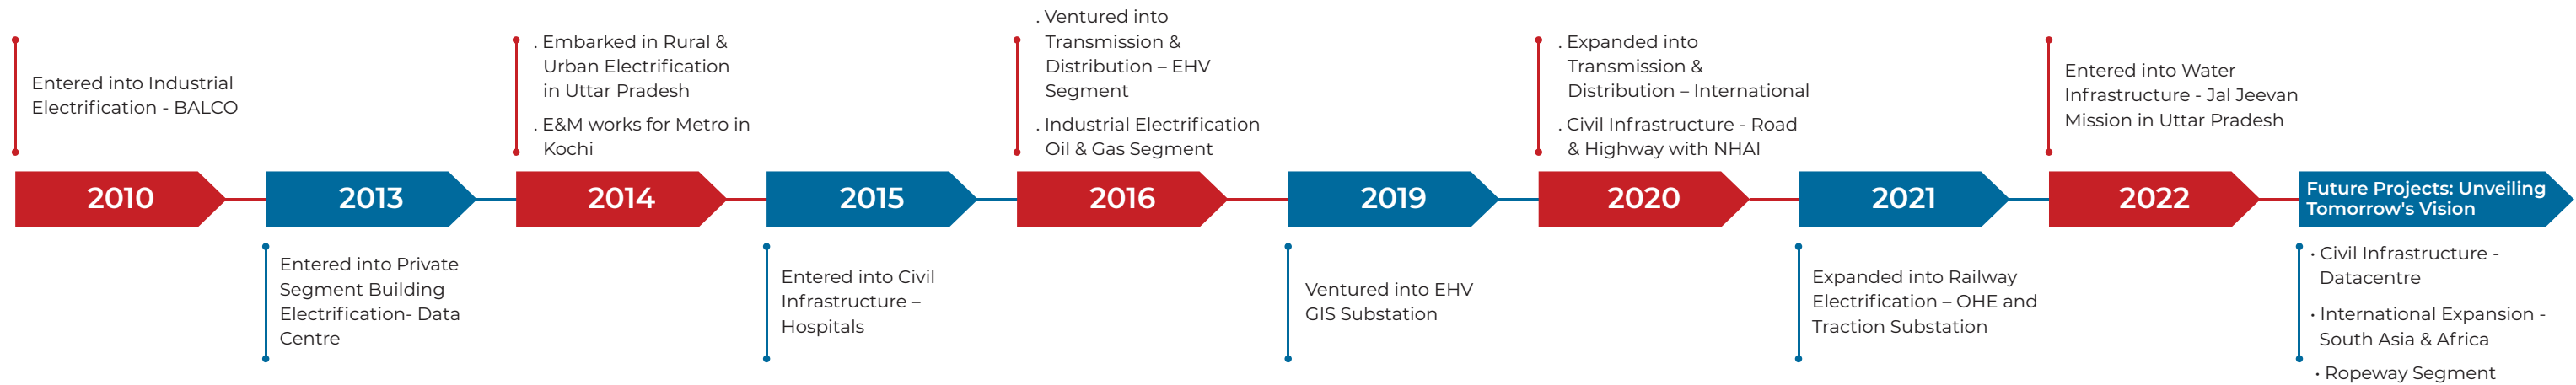 2010
Entered into Industrial
Electrification - BALCO
2013
Entered into Private
Segment Building
Electrification- Data
Centre
2014
. Embarked in Rural &
Urban Electrification
in Uttar Pradesh
. E&M works for Metro in
Kochi
2015
Entered into Civil
Infrastructure –
Hospitals
2016
. Ventured into
Transmission &
Distribution – EHV
Segment
. Industrial Electrification
Oil & Gas Segment
2019
Ventured into EHV
GIS Substation
2020
. Expanded into
Transmission &
Distribution – International
. Civil Infrastructure - Road
& Highway with NHAI
2021
Expanded into Railway
Electrification – OHE and
Traction Substation
2022
Entered into Water
Infrastructure - Jal Jeevan
Mission in Uttar Pradesh
Future Projects: Unveiling
Tomorrow's Vision
· Civil Infrastructure -
Datacentre
· International Expansion -
South Asia & Africa
· Ropeway Segment